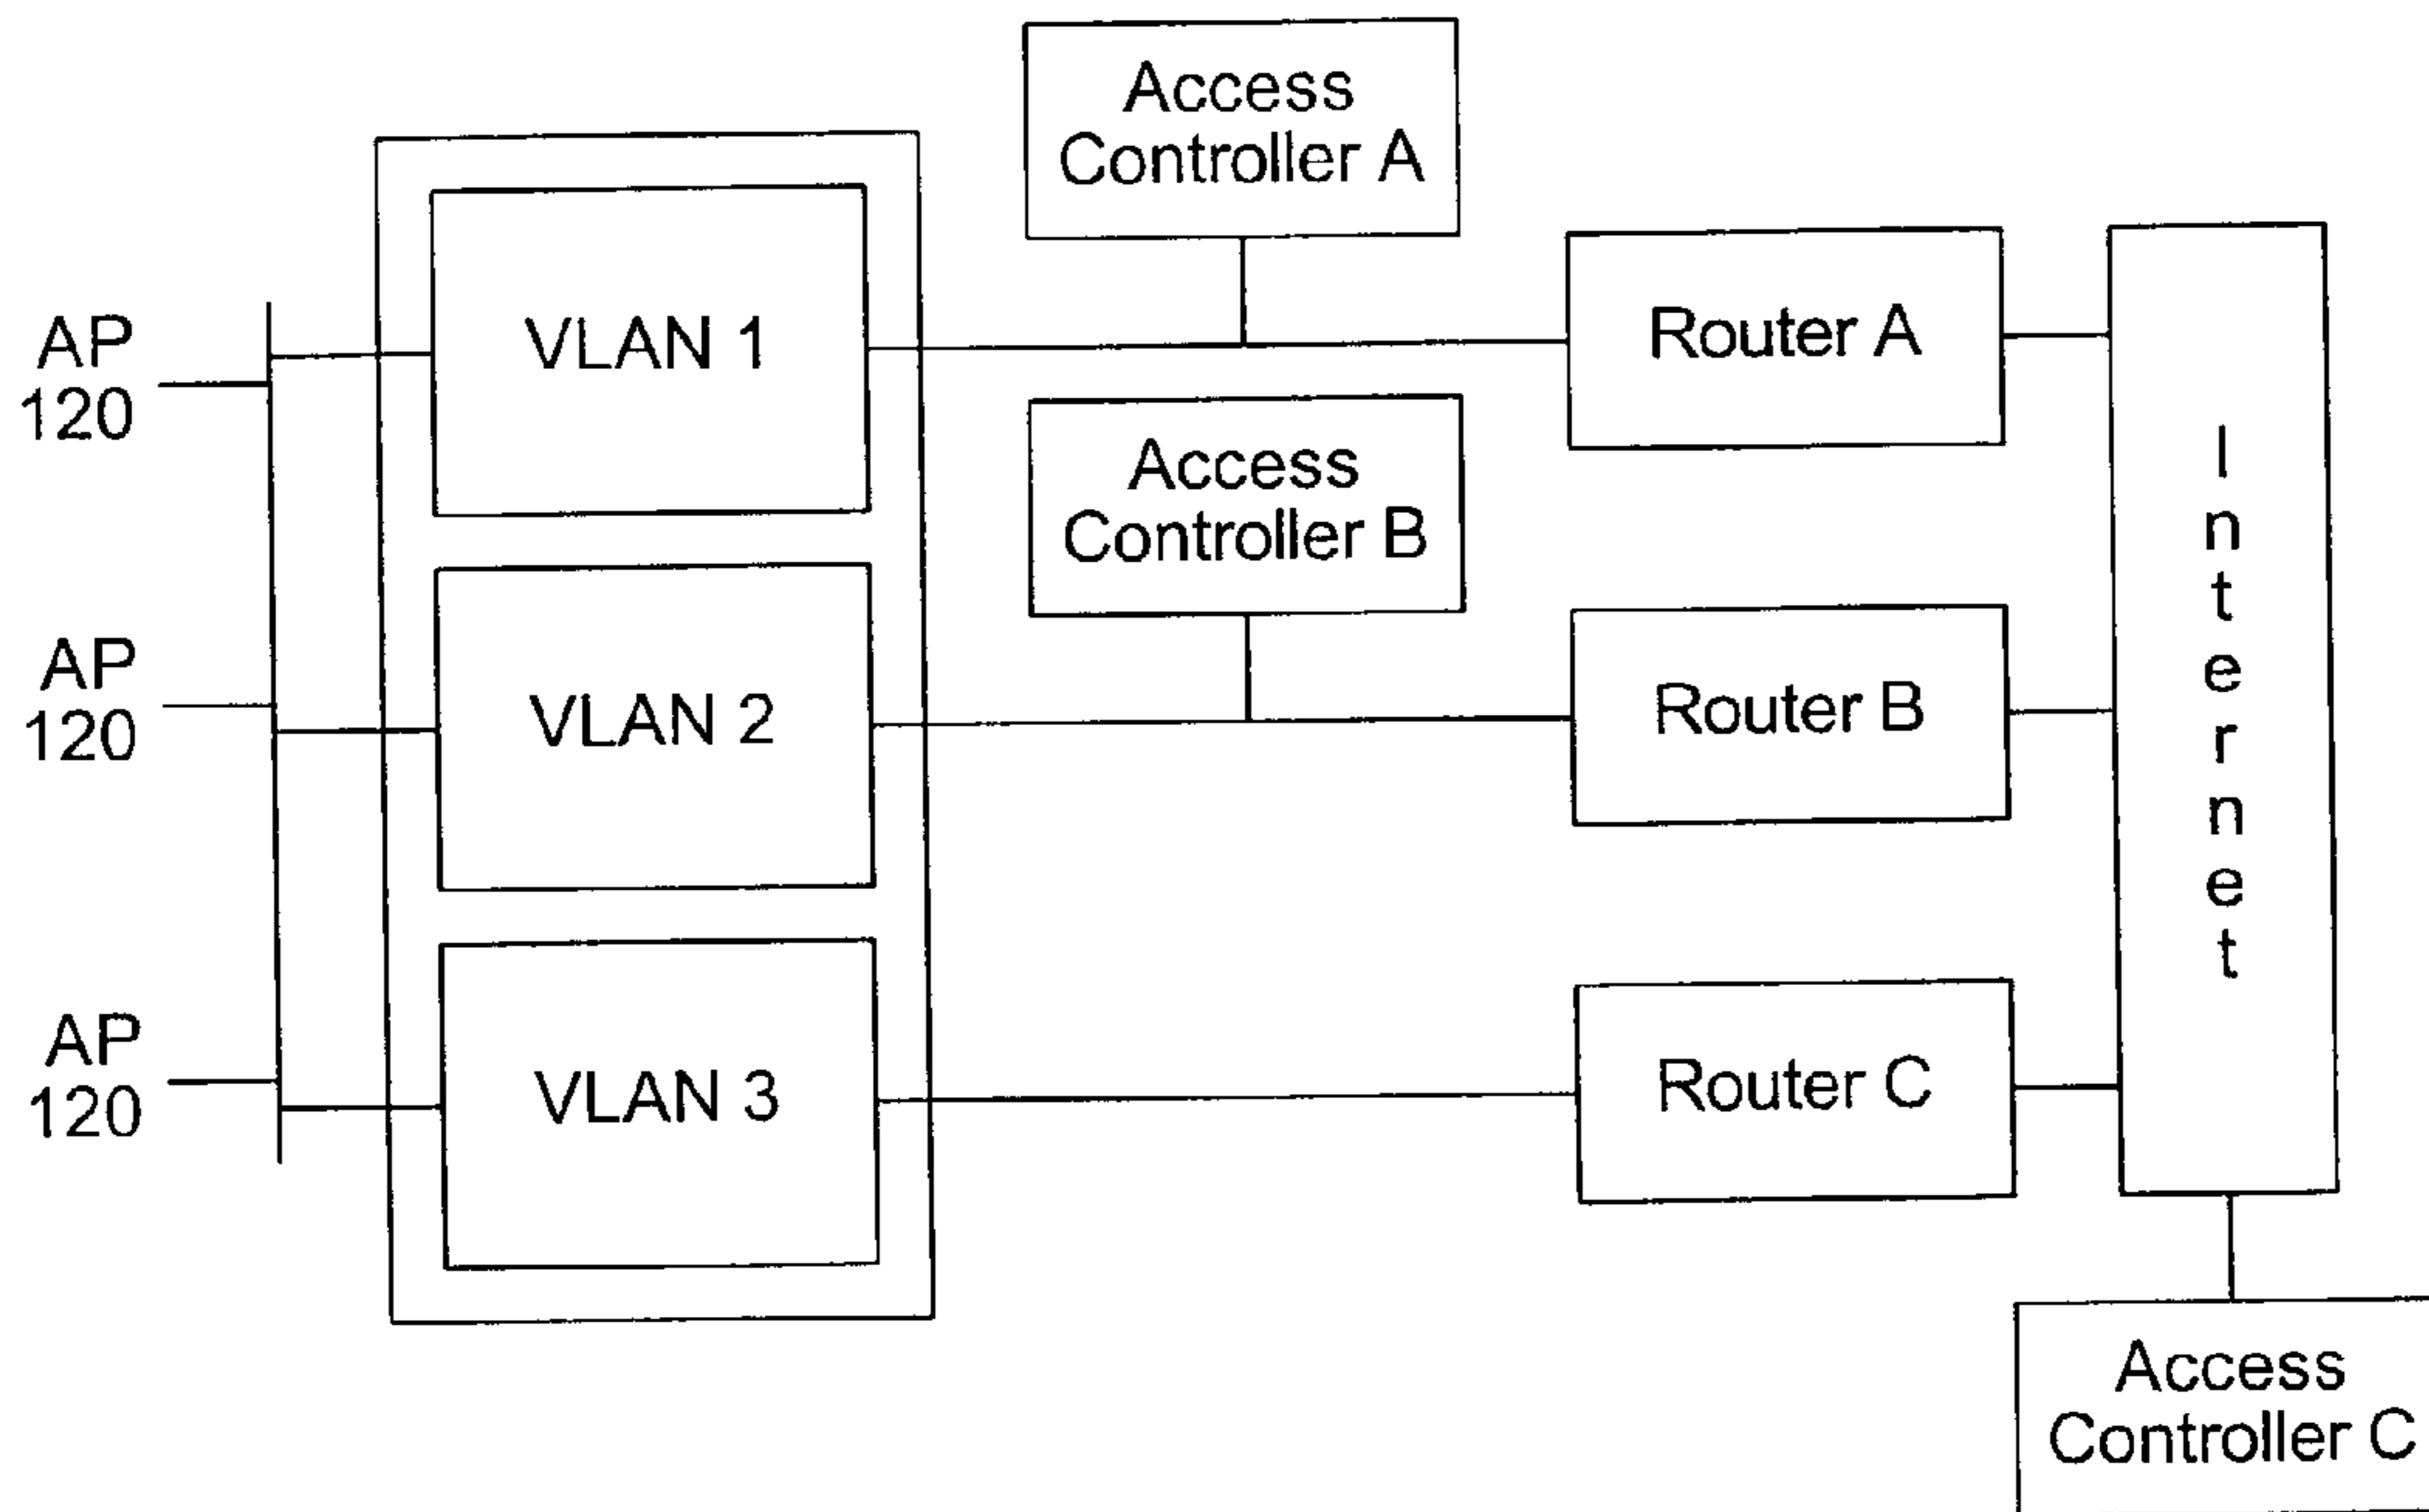 Access
Controller A
AP
120
VLAN 1
Router A
Access
Controller B
AP
120
VLAN 2
Router B
Internet
AP
120
VLAN 3
Router C
Access
Controller C